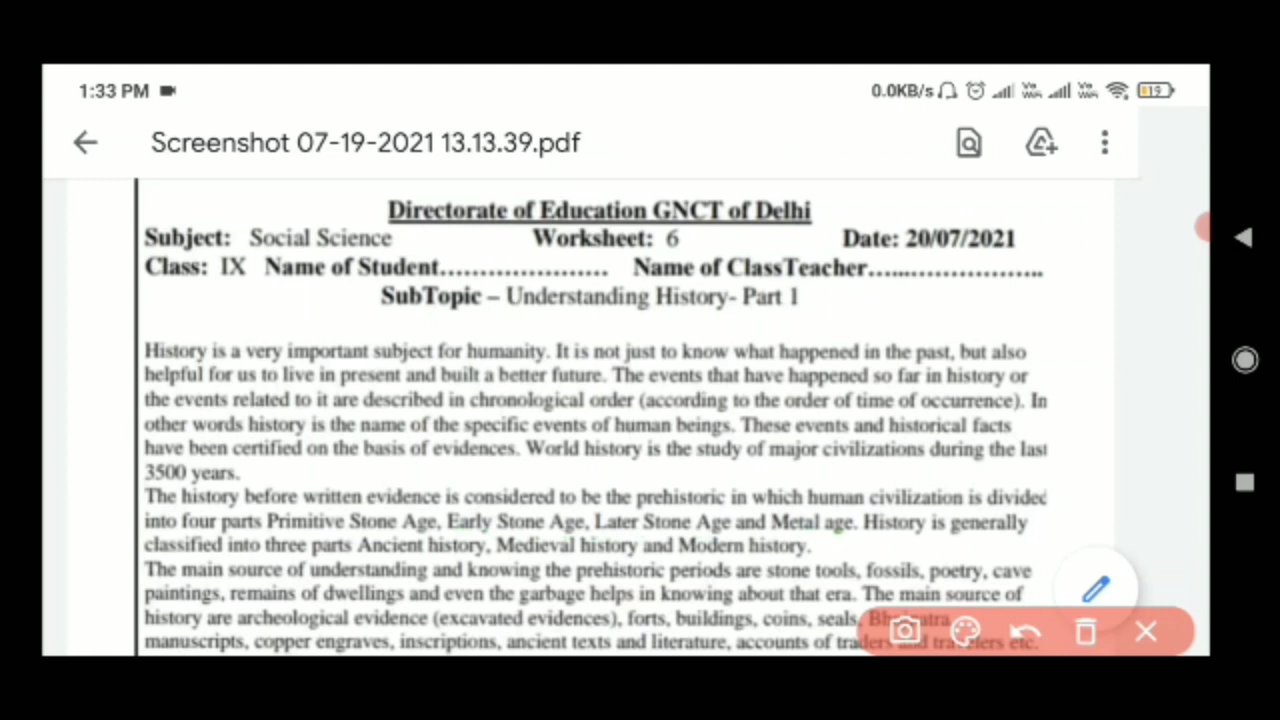 1:33 PM 0.0KB/s Vo WiFi Vo WiFi 19
Screenshot 07-19-2021 13.13.39.pdf
Directorate of Education GNCT of Delhi
Subject: Social Science Worksheet: 6 Date: 20/07/2021
Class: IX Name of Student..................... Name of ClassTeacher........................
SubTopic – Understanding History- Part 1
History is a very important subject for humanity. It is not just to know what happened in the past, but also
helpful for us to live in present and built a better future. The events that have happened so far in history or
the events related to it are described in chronological order (according to the order of time of occurrence). In
other words history is the name of the specific events of human beings. These events and historical facts
have been certified on the basis of evidences. World history is the study of major civilizations during the last
3500 years.
The history before written evidence is considered to be the prehistoric in which human civilization is divided
into four parts Primitive Stone Age, Early Stone Age, Later Stone Age and Metal age. History is generally
classified into three parts Ancient history, Medieval history and Modern history.
The main source of understanding and knowing the prehistoric periods are stone tools, fossils, poetry, cave
paintings, remains of dwellings and even the garbage helps in knowing about that era. The main source of
history are archeological evidence (excavated evidences), forts, buildings, coins, seals,
manuscripts, copper engraves, inscriptions, ancient texts and literature, accounts of traders and travelers etc.